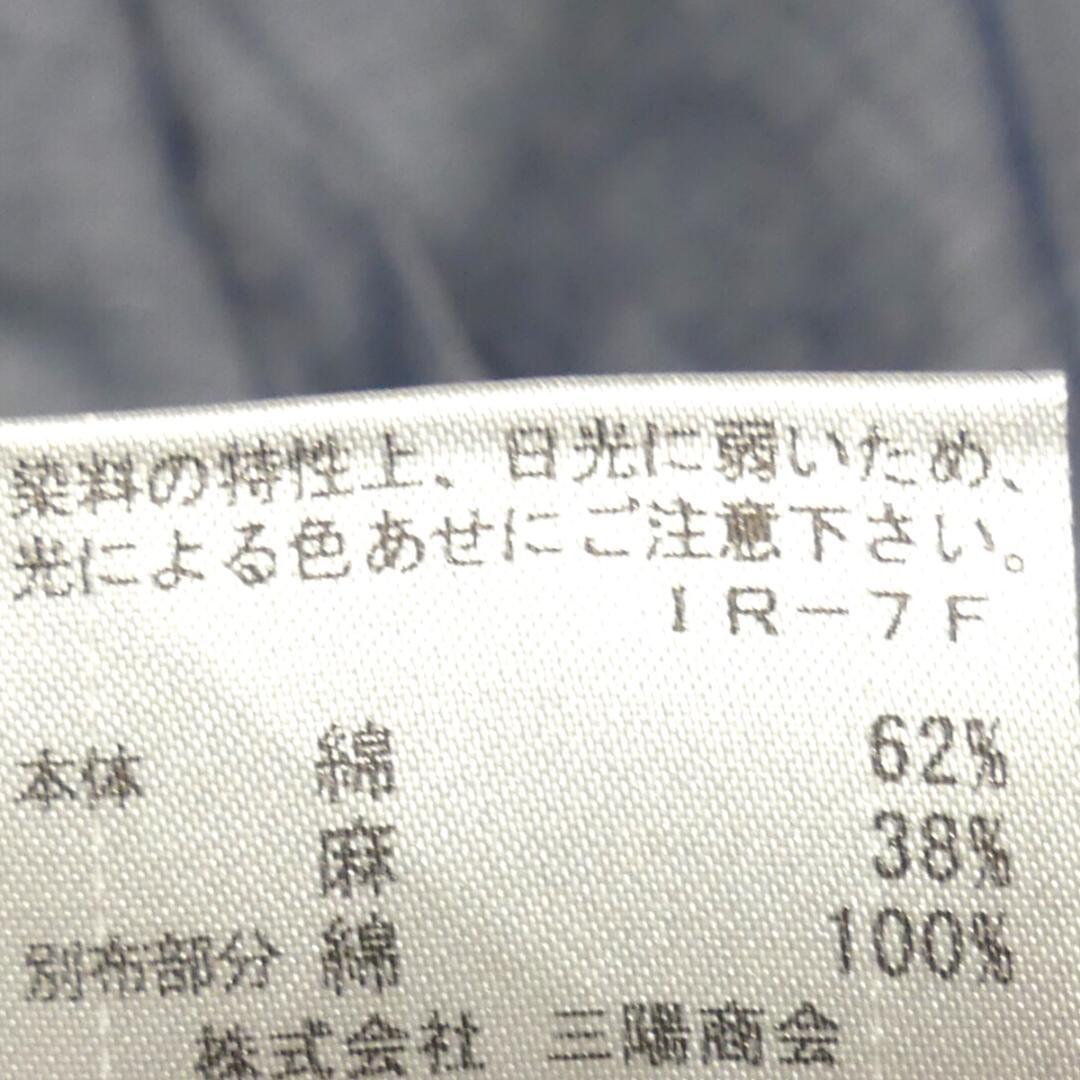 染料の特性上、日光に弱いため、
光による色あせにご注意下さい。
IR-7F
本体 綿 62%
麻 38%
別布部分 綿 100%
株式会社 三陽商会